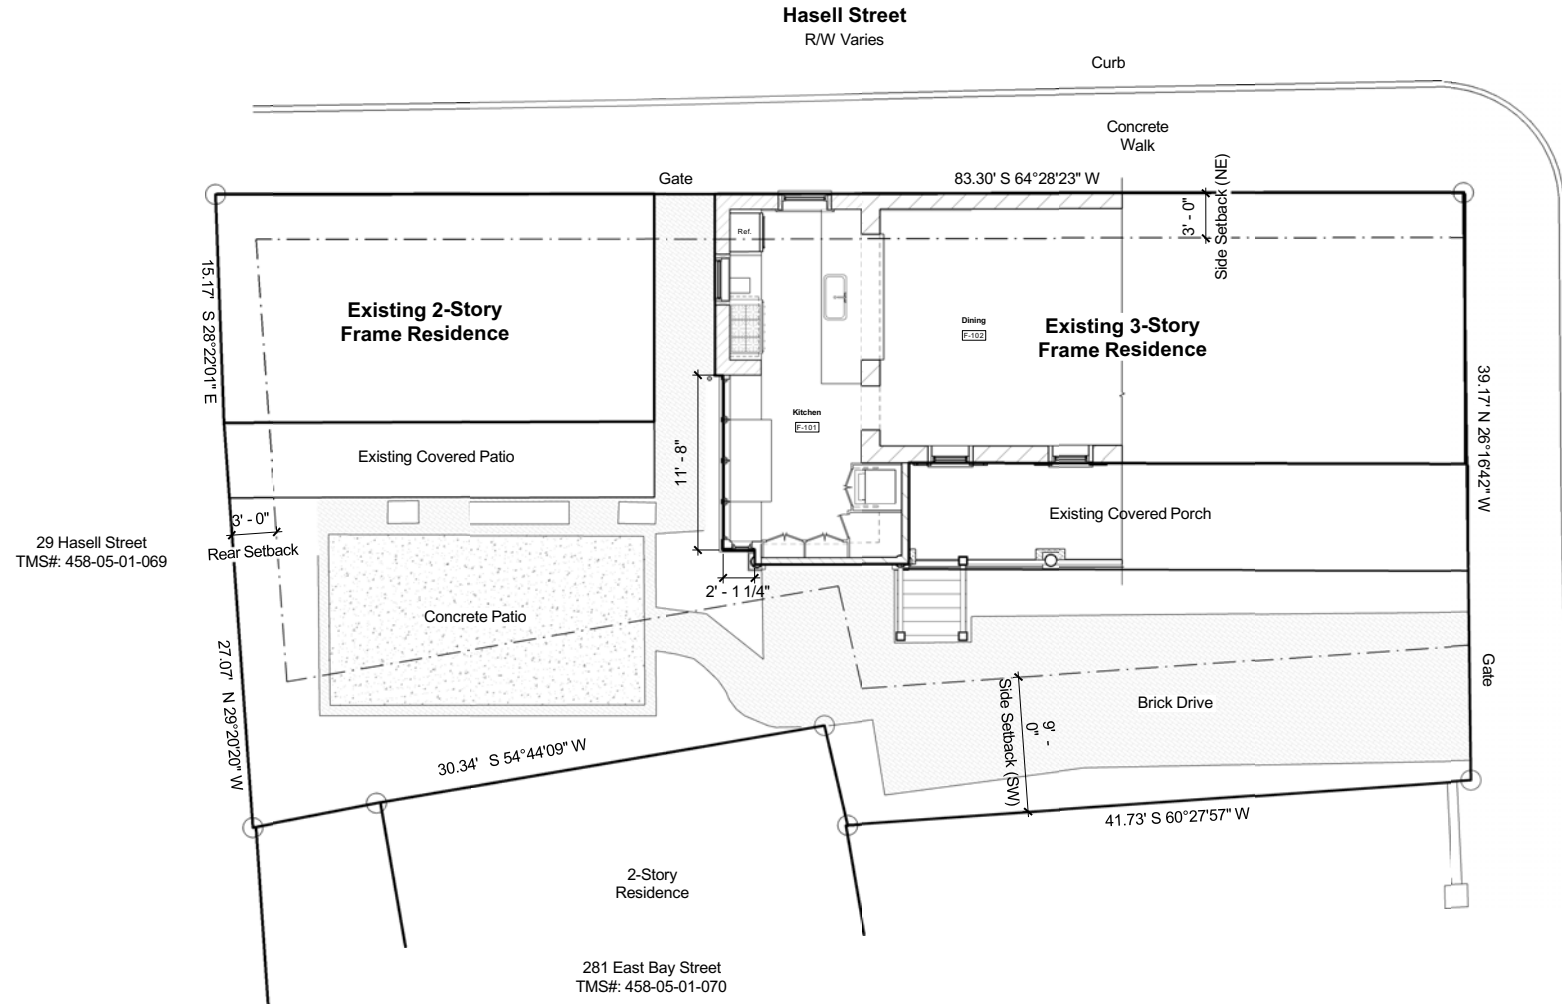 Hasell Street
R/W Varies
Curb
Concrete
Walk
Gate
83.30' S 64°28'23" W
3' - 0"
Side Setback (NE)
Ref.
15.17' S 28°22'01" E
Existing 2-Story
Frame Residence
Dining
F-102
Existing 3-Story
Frame Residence
39.17' N 26°16'42" W
Kitchen
F-101
11' - 8"
Existing Covered Patio
Existing Covered Porch
3' - 0"
Rear Setback
29 Hasell Street
TMS#: 458-05-01-069
2' - 1 1/4"
Concrete Patio
27.07' N 29°20'20" W
Gate
Side Setback (SW)
9' -
0"
Brick Drive
30.34' S 54°44'09" W
41.73' S 60°27'57" W
2-Story
Residence
281 East Bay Street
TMS#: 458-05-01-070